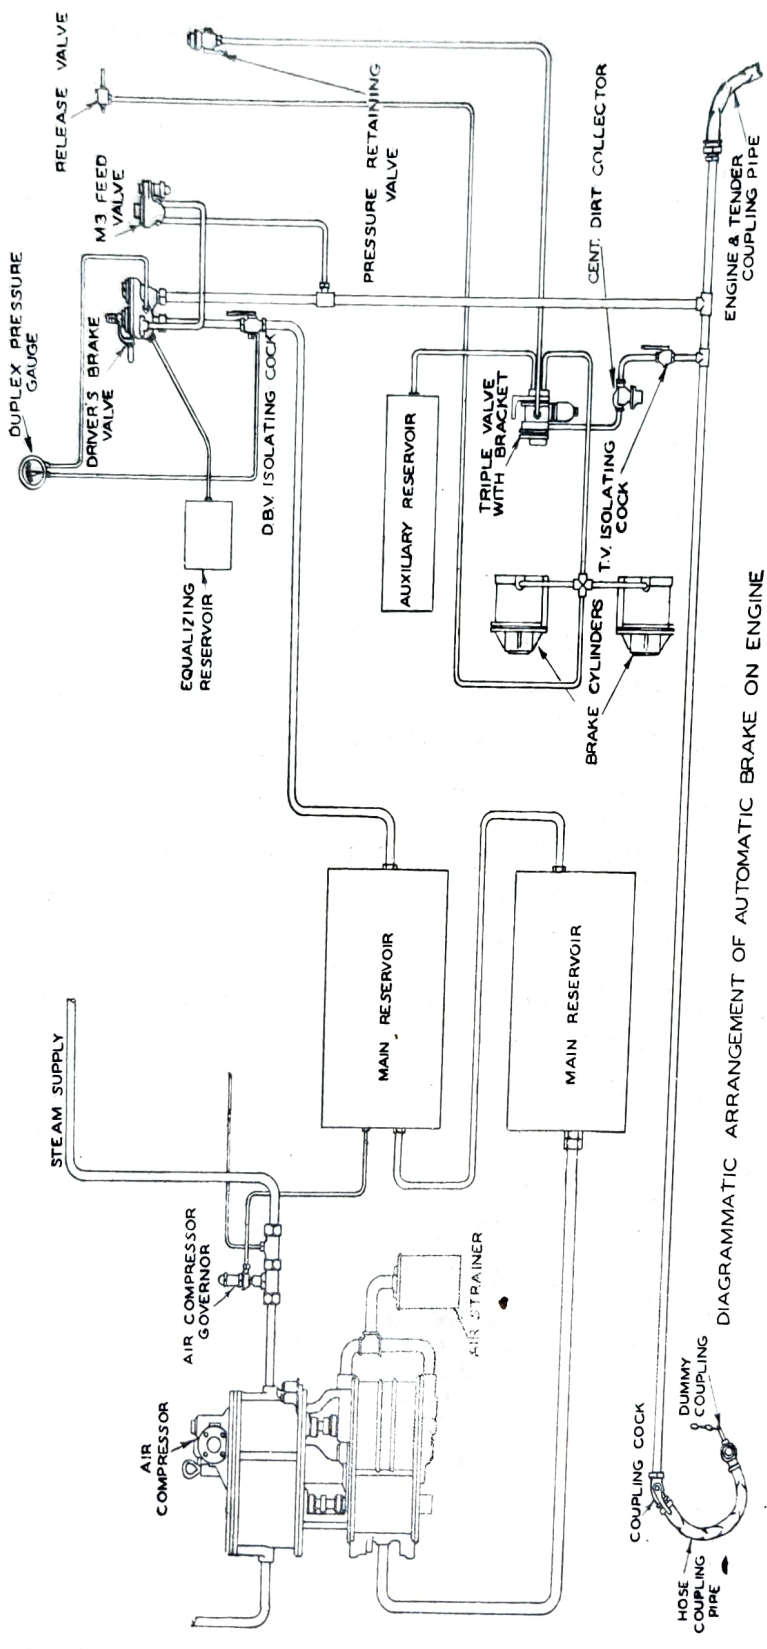 STEAM SUPPLY
AIR COMPRESSOR
GOVERNOR
AIR
COMPRESSOR
AIR STRAINER
MAIN RESERVOIR
MAIN RESERVOIR
DUPLEX PRESSURE
GAUGE
DRIVER'S BRAKE
VALVE
M3 FEED
VALVE
RELEASE VALVE
EQUALIZING
RESERVOIR
D.B.V. ISOLATING COCK
PRESSURE RETAINING
VALVE
AUXILIARY RESERVOIR
TRIPLE VALVE
WITH BRACKET
CENT. DIRT COLLECTOR
BRAKE CYLINDERS
T.V. ISOLATING
COCK
ENGINE & TENDER
COUPLING PIPE
COUPLING COCK
DUMMY
COUPLING
HOSE
COUPLING
PIPE
DIAGRAMMATIC ARRANGEMENT OF AUTOMATIC BRAKE ON ENGINE